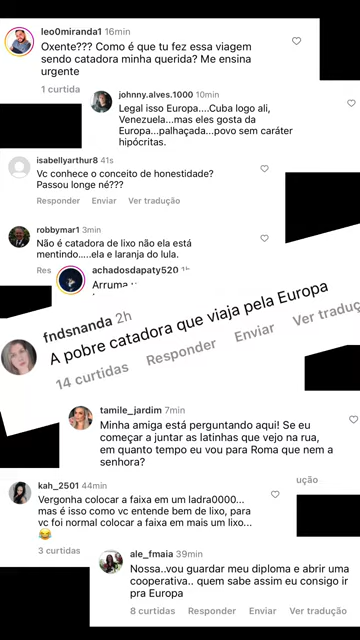 leo0miranda1 16min
Oxente??? Como é que tu fez essa viagem
sendo catadora minha querida? Me ensina
urgente
1 curtida
johnny.alves.1000 10min
Legal isso Europa....Cuba logo ali,
Venezuela...mas eles gosta da
Europa...palhaçada...povo sem caráter
hipócritas.
isabellyarthur8 41s
Vc conhece o conceito de honestidade?
Passou longe né???
Responder Enviar Ver tradução
robbymar1 3min
Não é catadora de lixo não ela está
mentindo.....ela e laranja do lula.
Res
achadosdapaty520 1h
Arruma
fndsnanda 2h
A pobre catadora que viaja pela Europa
14 curtidas Responder Enviar Ver traduç
tamile_jardim 7min
Minha amiga está perguntando aqui! Se eu
começar a juntar as latinhas que vejo na rua,
em quanto tempo eu vou para Roma que nem a
senhora?
ução
kah_2501 44min
Vergonha colocar a faixa em um ladra0000...
mas é isso como vc entende bem de lixo, para
vc foi normal colocar a faixa em mais um lixo...
😂
3 curtidas
ale_fmaia 39min
Nossa..vou guardar meu diploma e abrir uma
cooperativa.. quem sabe assim eu consigo ir
pra Europa
8 curtidas Responder Enviar Ver tradução